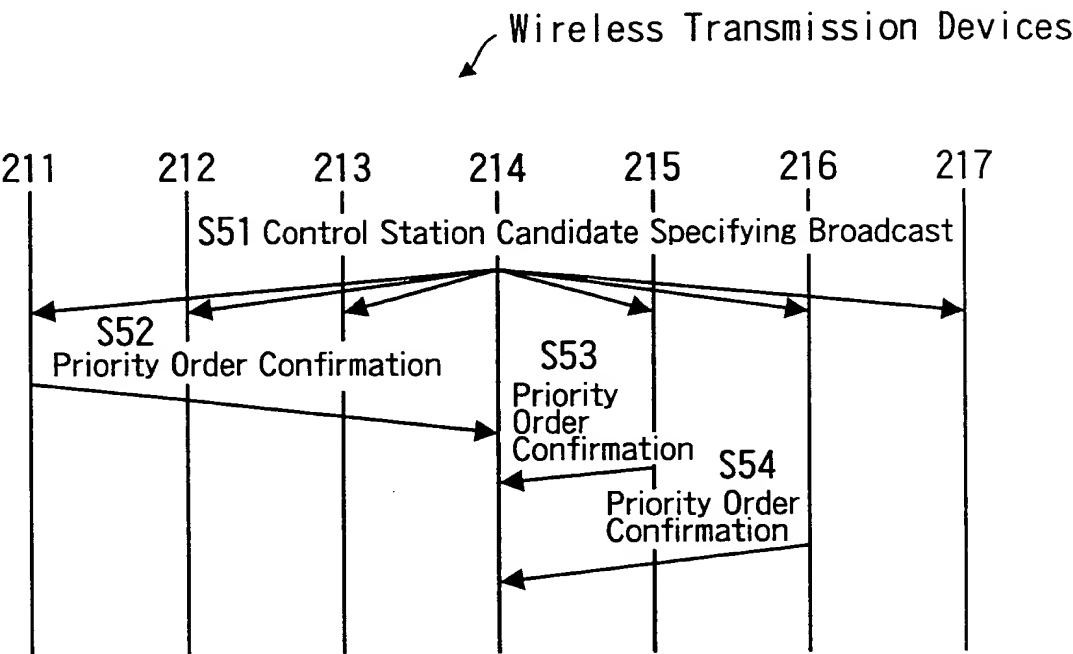 Wireless Transmission Devices
211 212 213 214 215 216 217
S51 Control Station Candidate Specifying Broadcast
S52
Priority Order Confirmation
S53
Priority
Order
Confirmation
S54
Priority Order
Confirmation